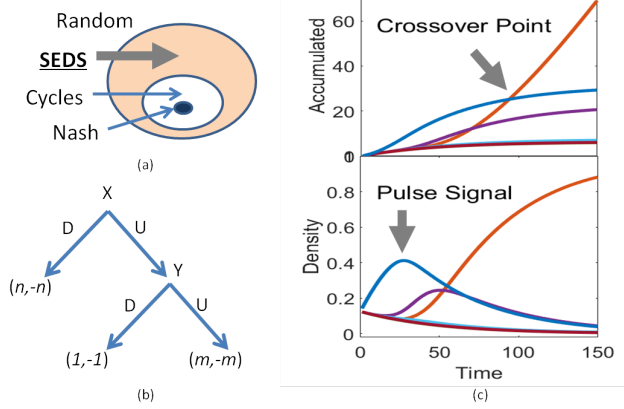 Random
SEDS
Cycles
Nash
(a)
X
D
U
(n,-n)
Y
D
U
(1,-1)
(m,-m)
(b)
Accumulated
60
40
20
0
Crossover Point
Density
1
0.8
0.6
0.4
0.2
0
Pulse Signal
0
50
100
150
Time
(c)